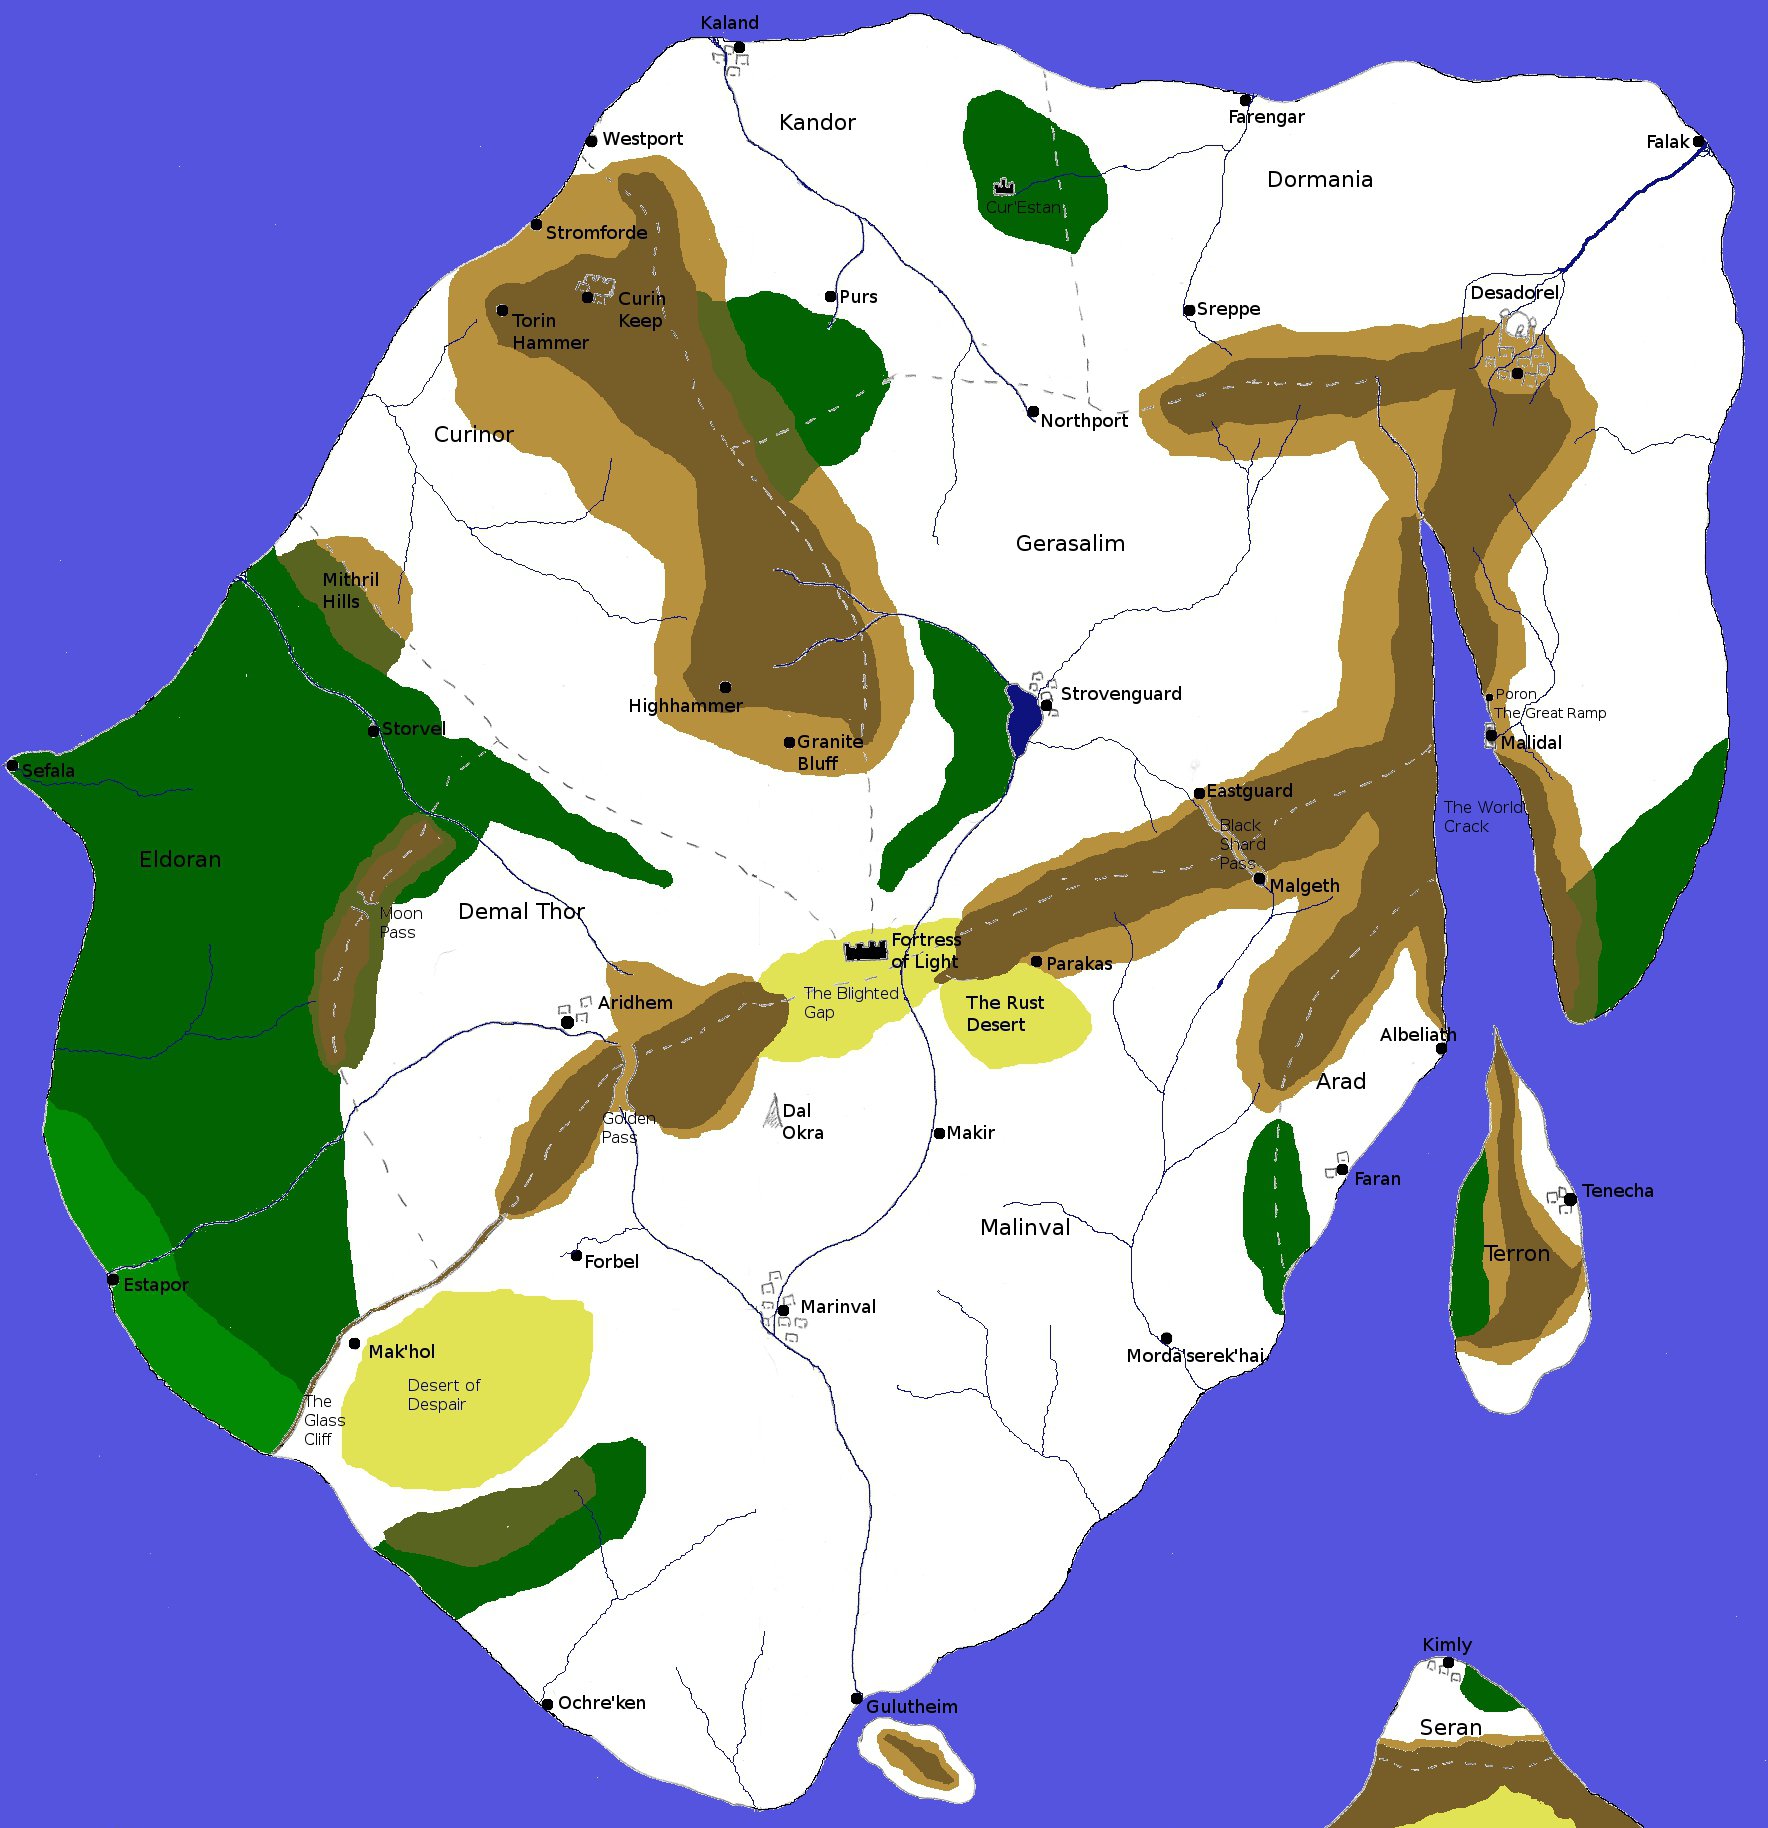 Kaland
Kandor
Westport
Farengar
Falak
Dormania
Cur'Estan
Stromforde
Purs
Curin
Keep
Torin
Hammer
Sreppe
Desadorel
Northport
Curinor
Gerasalim
Mithril
Hills
Strovenguard
Highhammer
Poron
The Great Ramp
Malidal
Storvel
Granite
Bluff
Sefala
Eastguard
The World
Crack
Black
Shard
Pass
Eldoran
Malgeth
Demal Thor
Moon
Pass
Fortress
of Light
Parakas
The Blighted
Gap
The Rust
Desert
Aridhem
Albeliath
Arad
Golden
Pass
Dal
Okra
Makir
Faran
Tenecha
Malinval
Terron
Forbel
Estapor
Marinval
Mak'hol
Morda'serek'hai
Desert of
Despair
The
Glass
Cliff
Kimly
Ochre'ken
Gulutheim
Seran